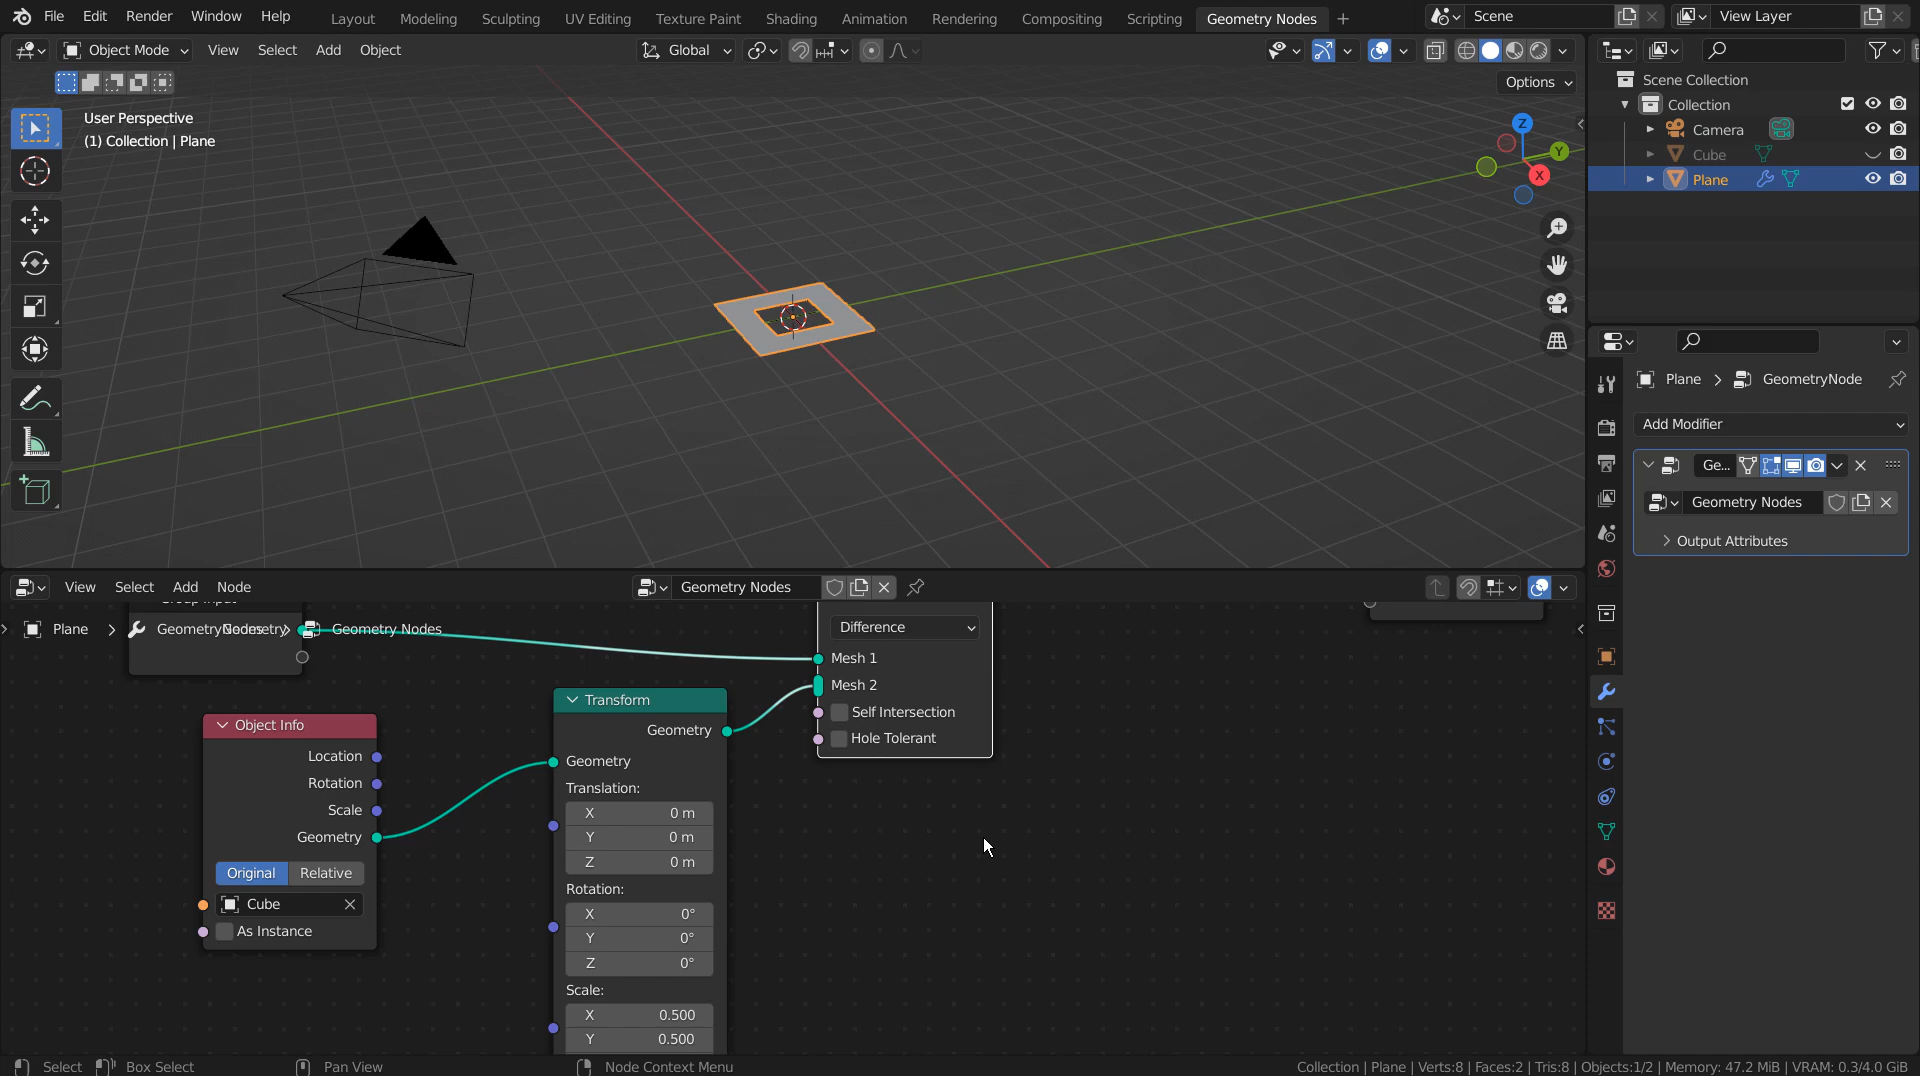 File Edit Render Window Help Layout Modeling Sculpting UV Editing Texture Paint Shading Animation Rendering Compositing Scripting Geometry Nodes Scene View Layer
Object Mode View Select Add Object Global
Options
User Perspective
(1) Collection | Plane
Z
Y
X
Scene Collection
Collection
Camera
Cube
Plane
Plane > GeometryNode
Add Modifier
Ge...
Geometry Nodes
Output Attributes
View Select Add Node Geometry Nodes
Plane > Geometry Nodes
Difference
Mesh 1
Mesh 2
Self Intersection
Hole Tolerant
Transform
Geometry
Geometry
Translation:
X 0 m
Y 0 m
Z 0 m
Rotation:
X 0°
Y 0°
Z 0°
Scale:
X 0.500
Y 0.500
Object Info
Location
Rotation
Scale
Geometry
Original Relative
Cube
As Instance
Select Box Select Pan View Node Context Menu Collection | Plane | Verts:8 | Faces:2 | Tris:8 | Objects:1/2 | Memory: 47.2 MiB | VRAM: 0.3/4.0 GiB